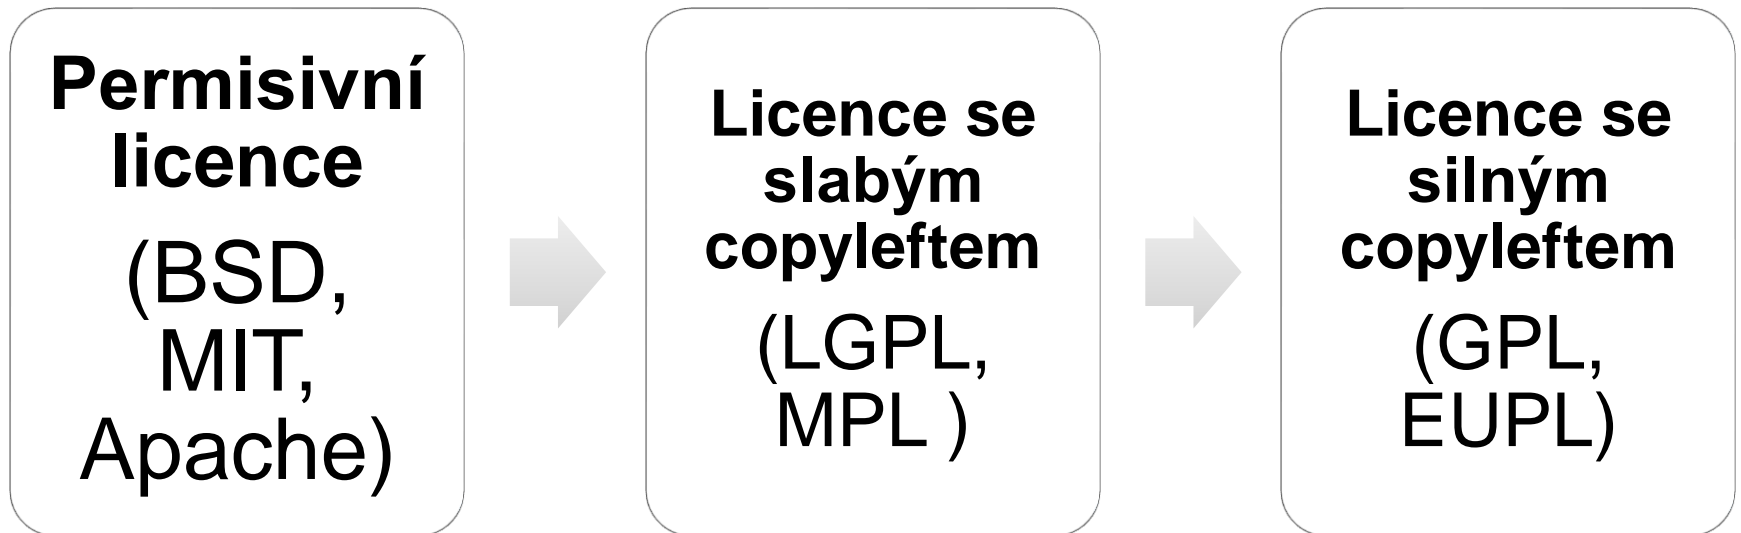 Permisivní
licence
(BSD,
MIT,
Apache)
Licence se
slabým
copyleftem
(LGPL,
MPL )
Licence se
silným
copyleftem
(GPL,
EUPL)